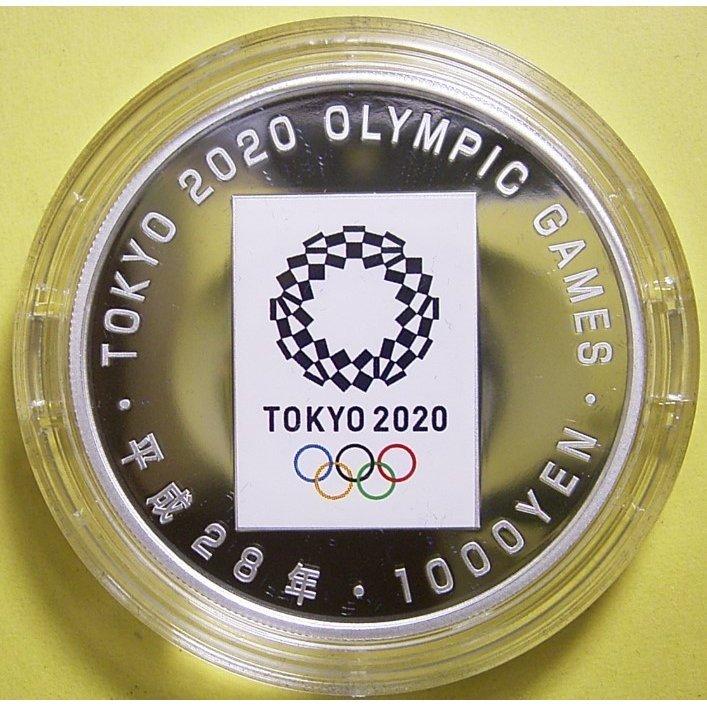 · TOKYO 2020 OLYMPIC GAMES ·
TOKYO 2020
平成28年 · 1000YEN